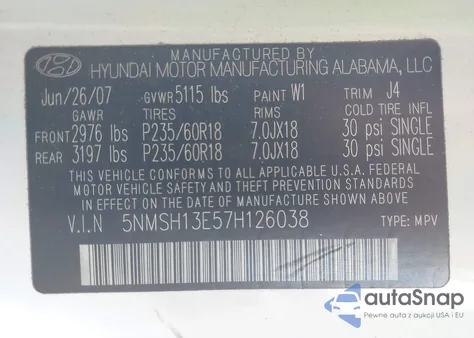 MANUFACTURED BY
HYUNDAI MOTOR MANUFACTURING ALABAMA, LLC
Jun/26/07 GVWR 5115 lbs PAINT W1 TRIM J4
GAWR TIRES RIMS COLD TIRE INFL
FRONT 2976 lbs P235/60R18 7.0JX18 30 psi SINGLE
REAR 3197 lbs P235/60R18 7.0JX18 30 psi SINGLE
THIS VEHICLE CONFORMS TO ALL APPLICABLE U.S.A. FEDERAL
MOTOR VEHICLE SAFETY AND THEFT PREVENTION STANDARDS
IN EFFECT ON THE DATE OF MANUFACTURE SHOWN ABOVE.
V.I.N 5NMSH13E57H126038 TYPE: MPV
autoSnap
Pewne auta z aukcji USA i EU